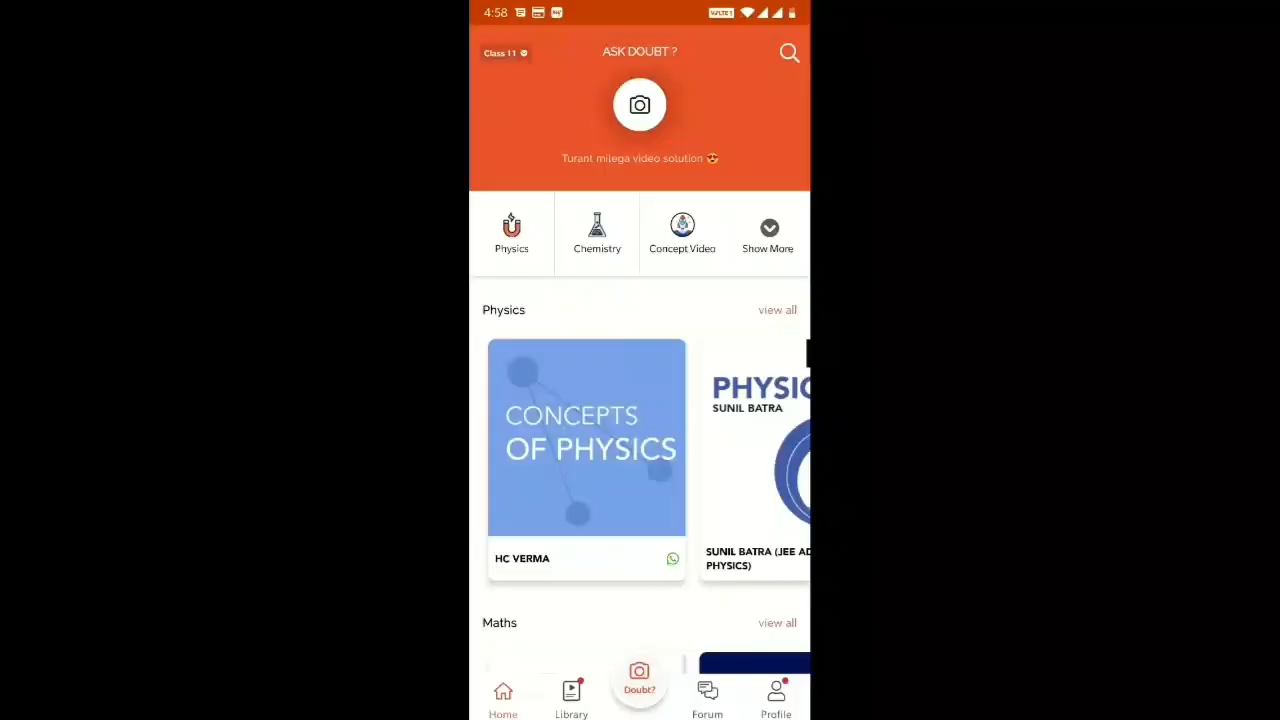 4:58
VoLTE 1
Class 11
ASK DOUBT ?
Turant milega video solution 😍
Physics
Chemistry
Concept Video
Show More
Physics
view all
CONCEPTS
OF PHYSICS
HC VERMA
PHYSIC
SUNIL BATRA
SUNIL BATRA (JEE AD
PHYSICS)
Maths
view all
Doubt?
Home
Library
Forum
Profile